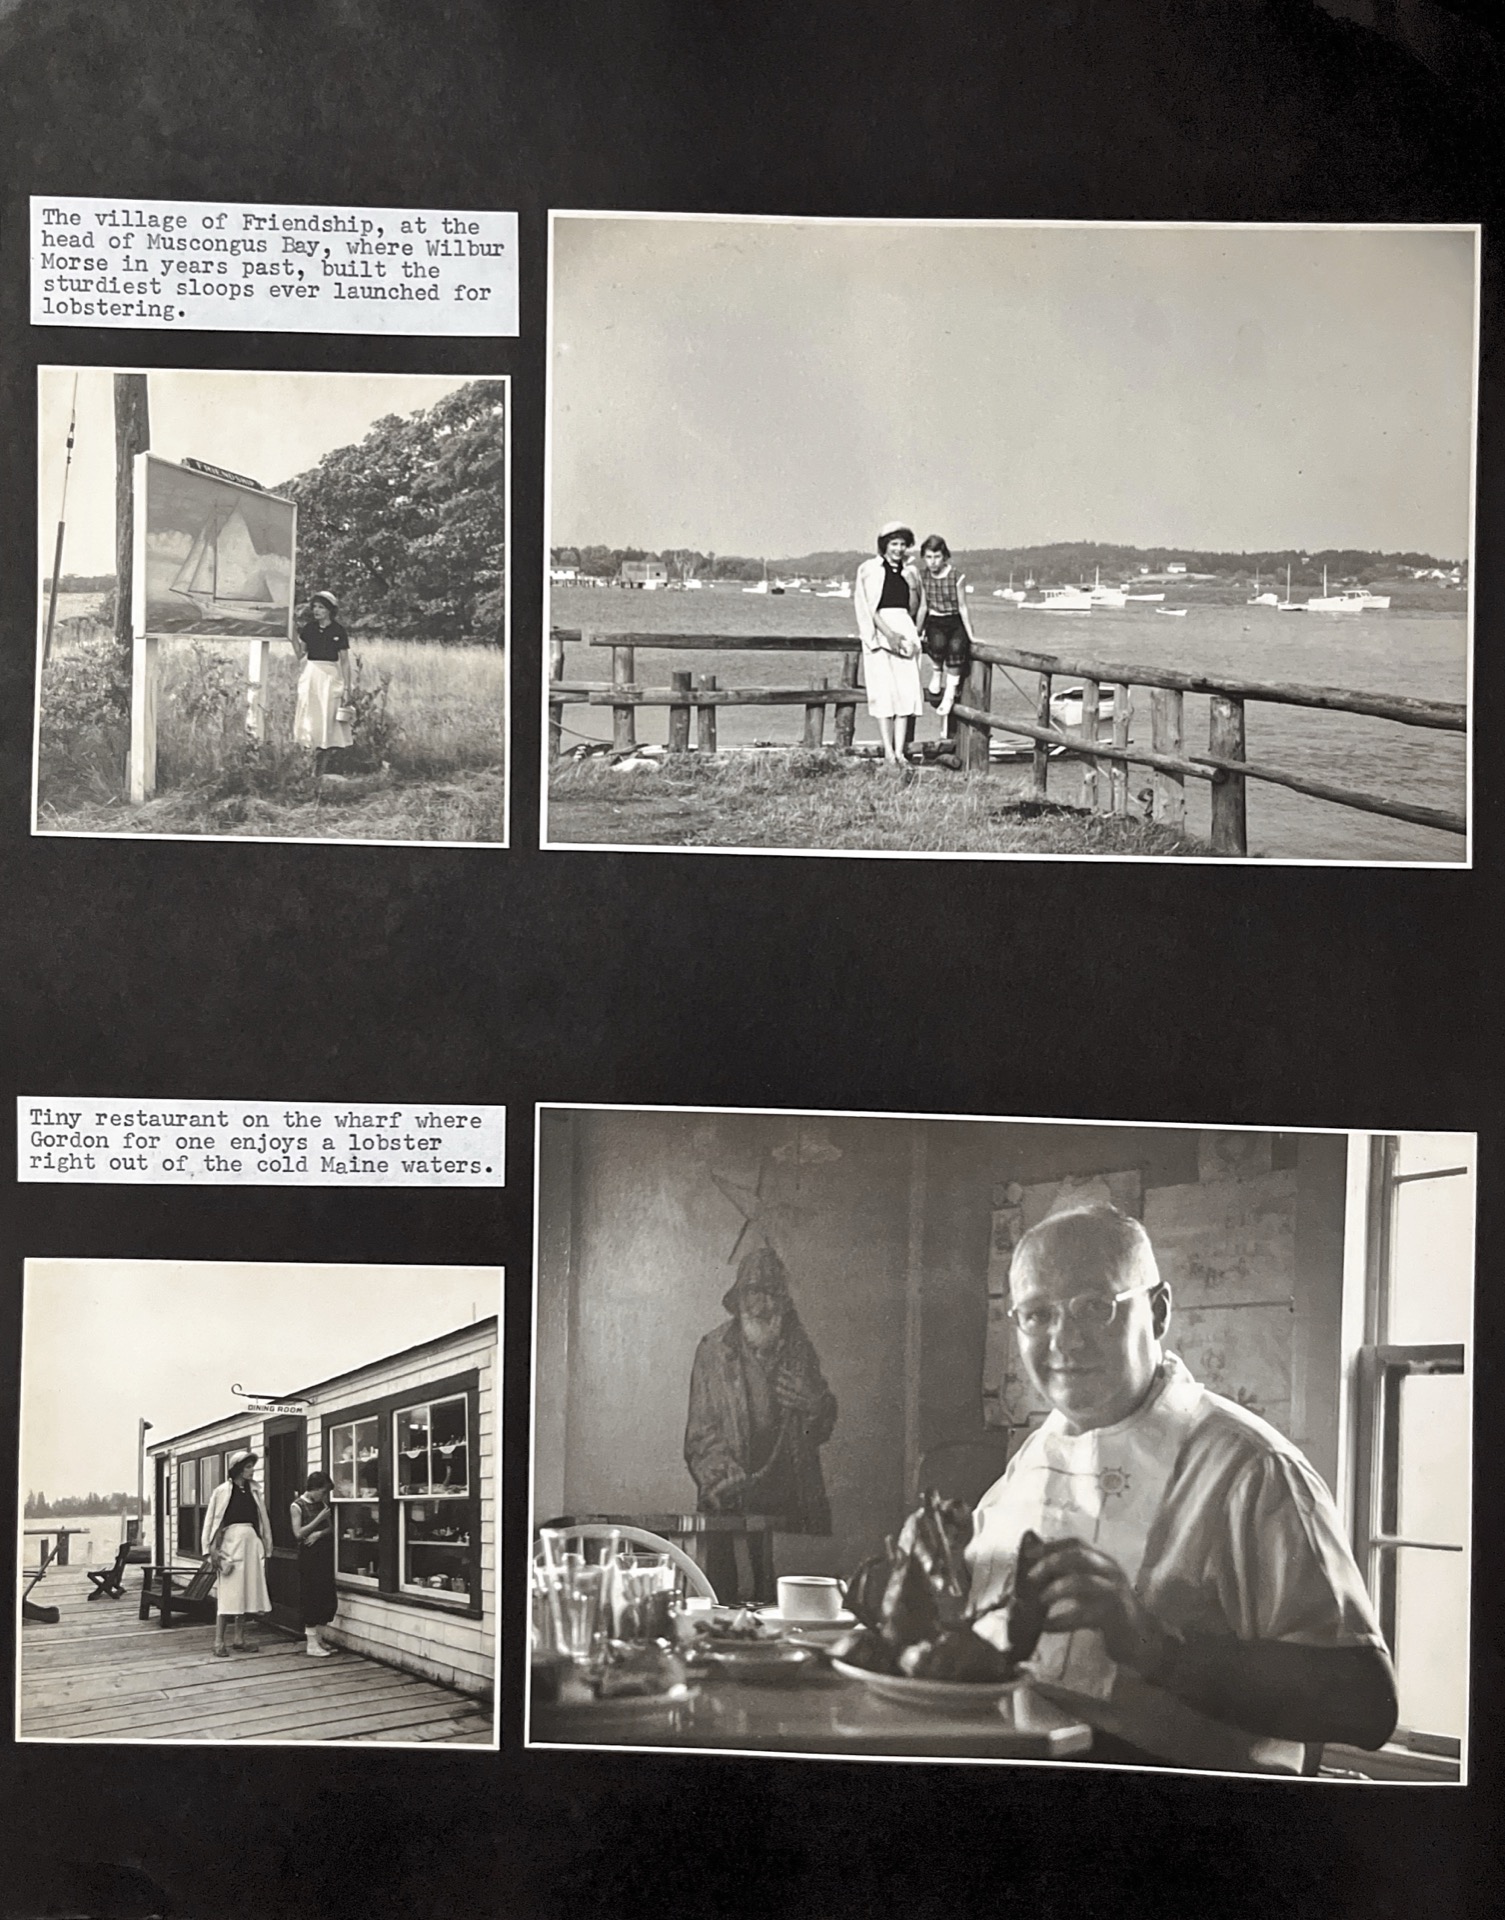 The village of Friendship, at the
head of Muscongus Bay, where Wilbur
Morse in years past, built the
sturdiest sloops ever launched for
lobstering.
FRIENDSHIP
Tiny restaurant on the wharf where
Gordon for one enjoys a lobster
right out of the cold Maine waters.
DINING ROOM